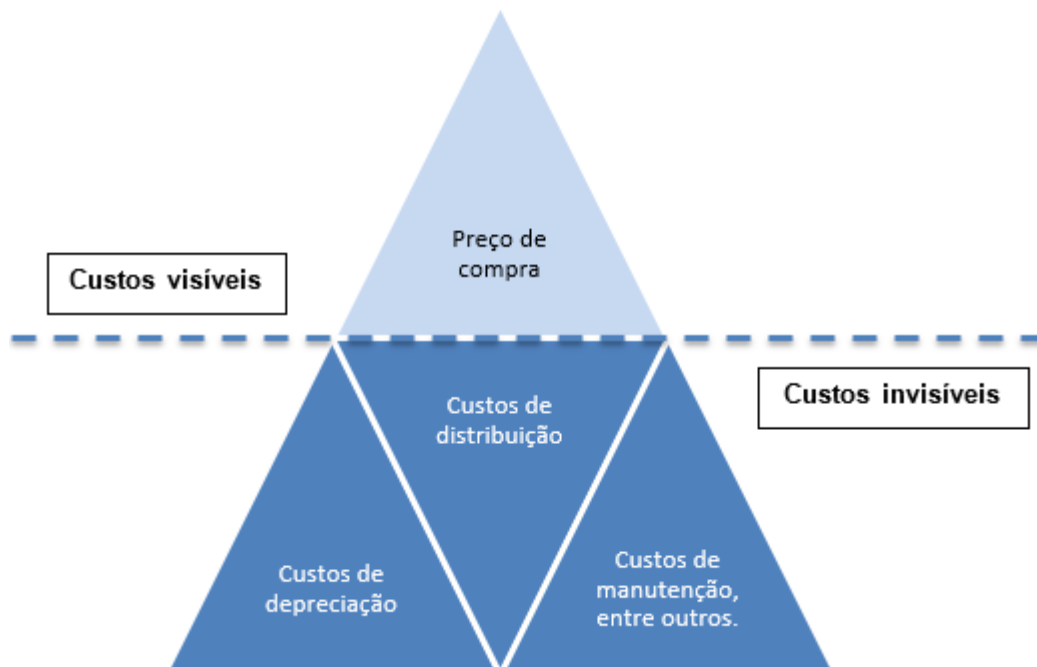 Preço de
compra
Custos visíveis
Custos invisíveis
Custos de
distribuição
Custos de
depreciação
Custos de
manutenção,
entre outros.